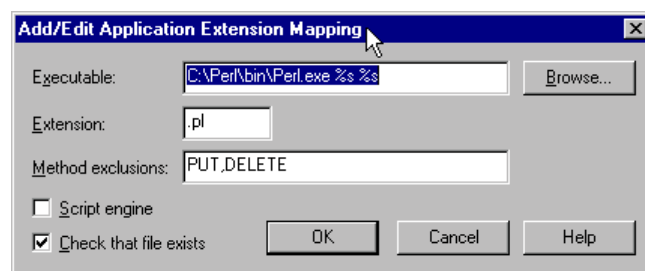 Add/Edit Application Extension Mapping
Executable: C:\Perl\bin\Perl.exe %s %s Browse...
Extension: .pl
Method exclusions: PUT,DELETE
Script engine
Check that file exists OK Cancel Help